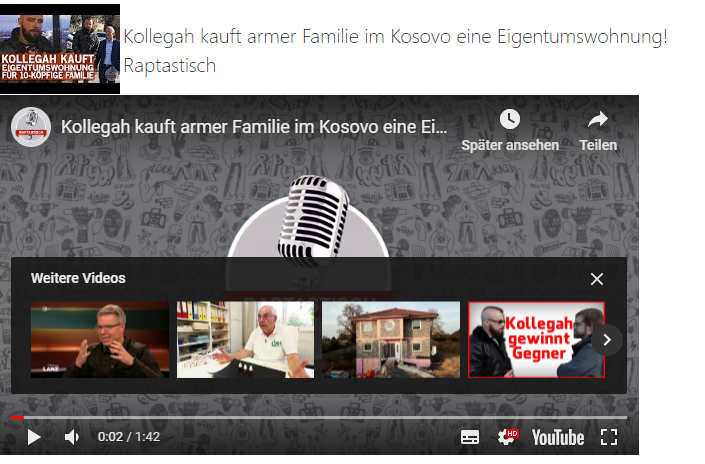 KOLLEGAH KAUFT
EIGENTUMSWOHNUNG
FÜR 10-KÖPFIGE FAMILIE
Kollegah kauft armer Familie im Kosovo eine Eigentumswohnung!
Raptastisch
RAPTASTISCH
Kollegah kauft armer Familie im Kosovo eine Ei...
Später ansehen
Teilen
Weitere Videos
LANZ
Kollegah
gewinnt
Gegner
0:02 / 1:42
HD
YouTube